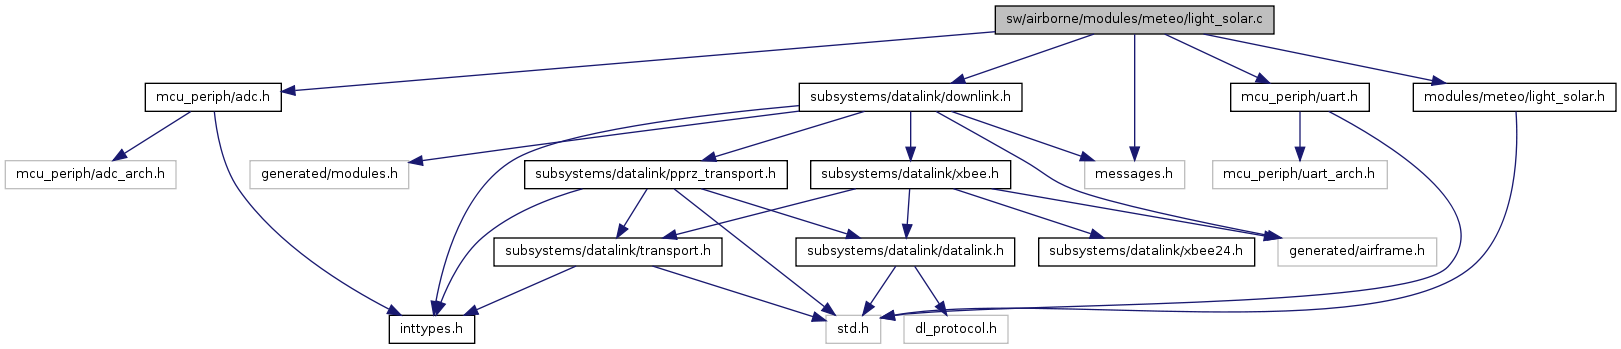 sw/airborne/modules/meteo/light_solar.c
mcu_periph/adc.h
subsystems/datalink/downlink.h
mcu_periph/uart.h
modules/meteo/light_solar.h
mcu_periph/adc_arch.h
generated/modules.h
subsystems/datalink/pprz_transport.h
subsystems/datalink/xbee.h
messages.h
mcu_periph/uart_arch.h
subsystems/datalink/transport.h
subsystems/datalink/datalink.h
subsystems/datalink/xbee24.h
generated/airframe.h
inttypes.h
std.h
dl_protocol.h